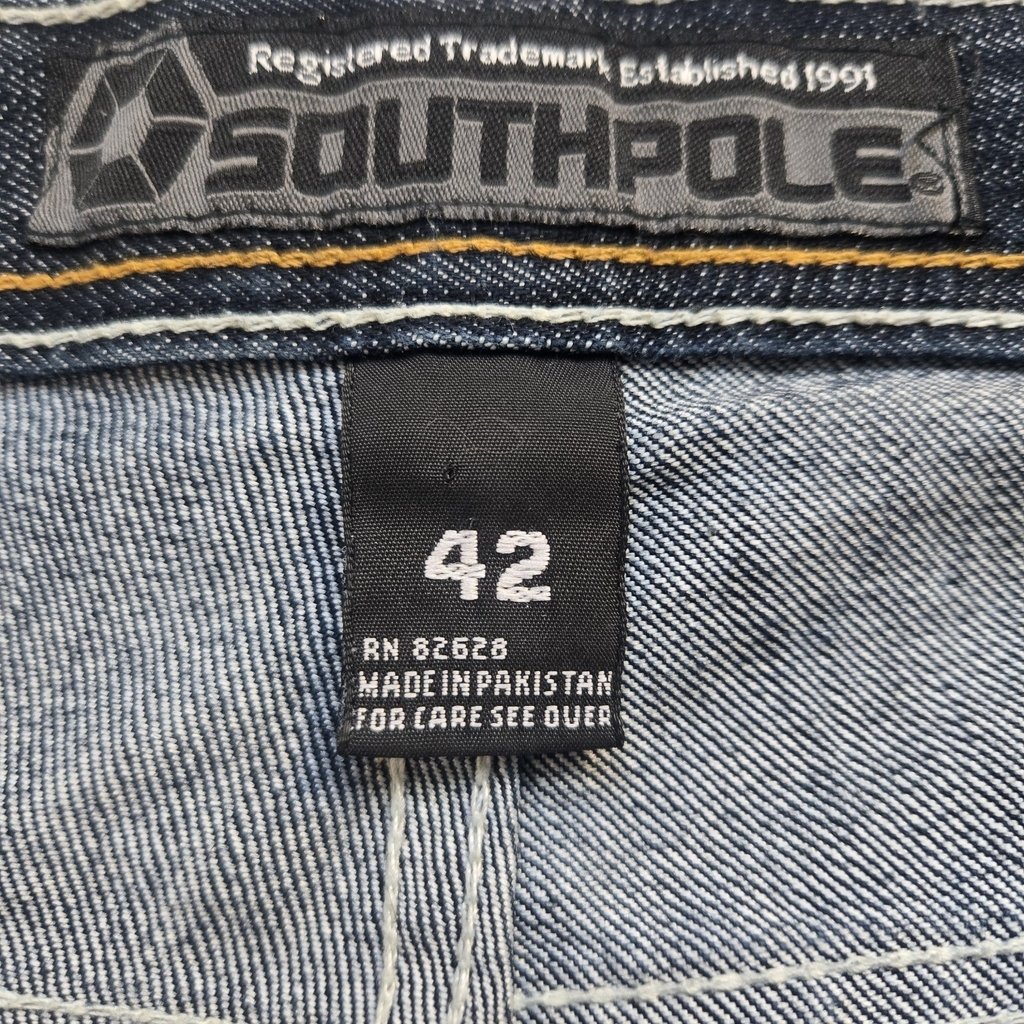 Registered Trademark Established 1991
SOUTHPOLE®
42
RN 82628
MADE IN PAKISTAN
FOR CARE SEE OVER